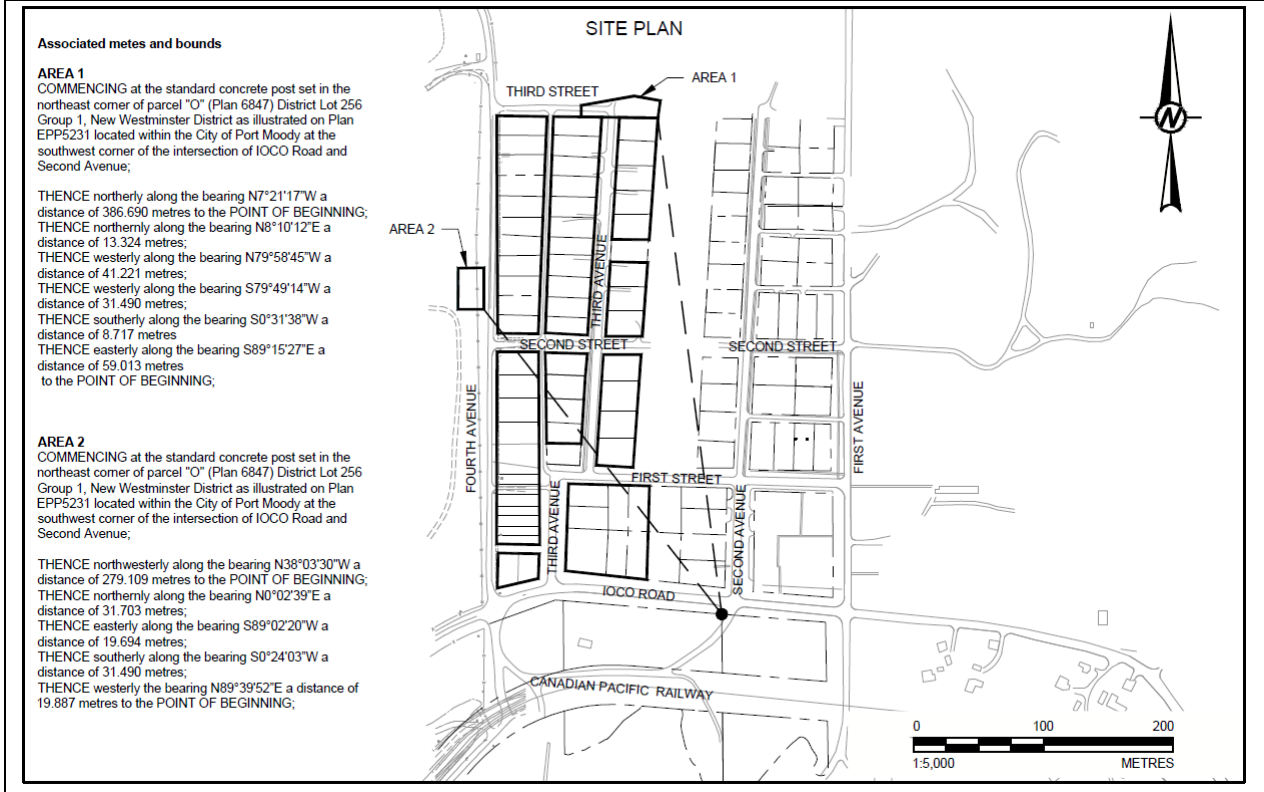 SITE PLAN
Associated metes and bounds
AREA 1
COMMENCING at the standard concrete post set in the
northeast corner of parcel "O" (Plan 6847) District Lot 256
Group 1, New Westminster District as illustrated on Plan
EPP5231 located within the City of Port Moody at the
southwest corner of the intersection of IOCO Road and
Second Avenue;
THENCE northerly along the bearing N7°21'17"W a
distance of 386.690 metres to the POINT OF BEGINNING;
THENCE northernly along the bearing N8°10'12"E a
distance of 13.324 metres;
THENCE westerly along the bearing N79°58'45"W a
distance of 41.221 metres;
THENCE westerly along the bearing S79°49'14"W a
distance of 31.490 metres;
THENCE southerly along the bearing S0°31'38"W a
distance of 8.717 metres
THENCE easterly along the bearing S89°15'27"E a
distance of 59.013 metres
to the POINT OF BEGINNING;
AREA 2
COMMENCING at the standard concrete post set in the
northeast corner of parcel "O" (Plan 6847) District Lot 256
Group 1, New Westminster District as illustrated on Plan
EPP5231 located within the City of Port Moody at the
southwest corner of the intersection of IOCO Road and
Second Avenue;
THENCE northwesterly along the bearing N38°03'30"W a
distance of 279.109 metres to the POINT OF BEGINNING;
THENCE northernly along the bearing N0°02'39"E a
distance of 31.703 metres;
THENCE easterly along the bearing S89°02'20"W a
distance of 19.694 metres;
THENCE southerly along the bearing S0°24'03"W a
distance of 31.490 metres;
THENCE westerly the bearing N89°39'52"E a distance of
19.887 metres to the POINT OF BEGINNING;
AREA 1
THIRD STREET
N
AREA 2
THIRD AVENUE
SECOND STREET
SECOND STREET
FOURTH AVENUE
FIRST AVENUE
FIRST STREET
THIRD AVENUE
SECOND AVENUE
IOCO ROAD
CANADIAN PACIFIC RAILWAY
0 100 200
1:5,000 METRES